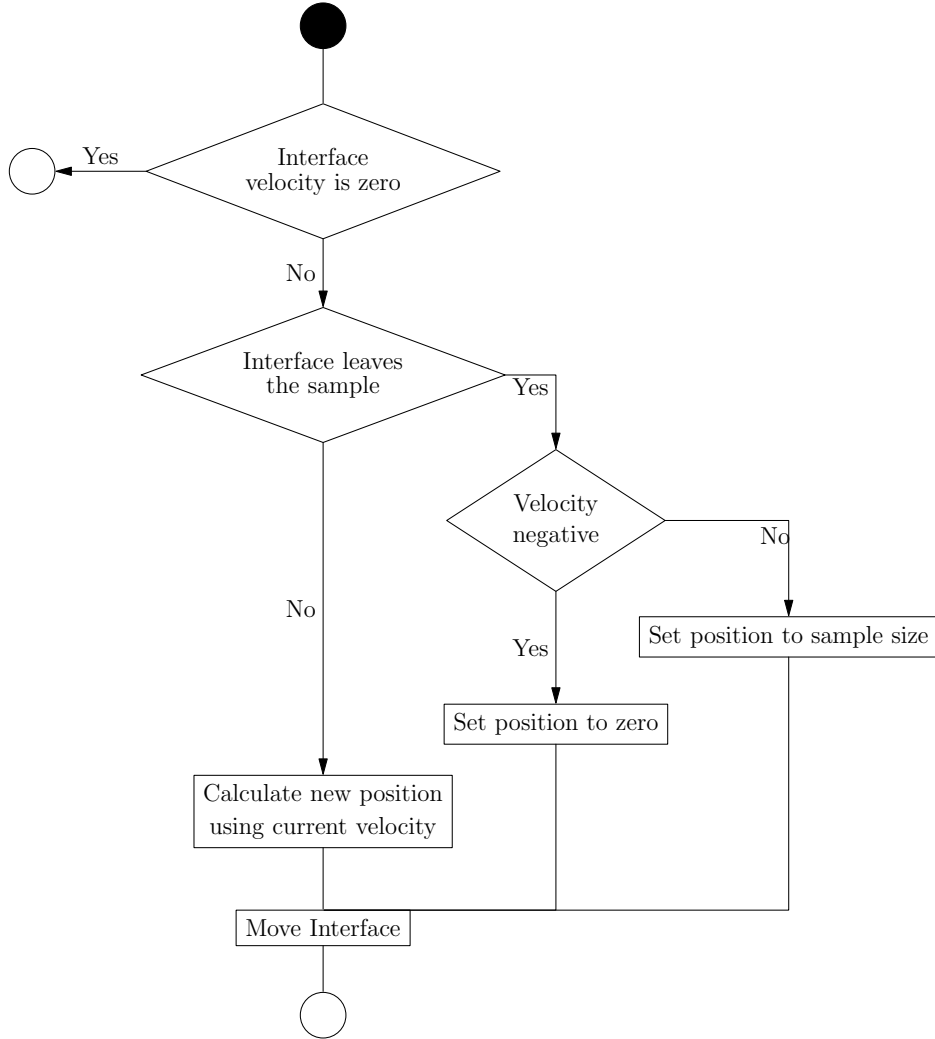 Interface
velocity is zero
Yes
No
Interface leaves
the sample
Yes
Velocity
negative
No
Set position to sample size
Yes
Set position to zero
No
Calculate new position
using current velocity
Move Interface